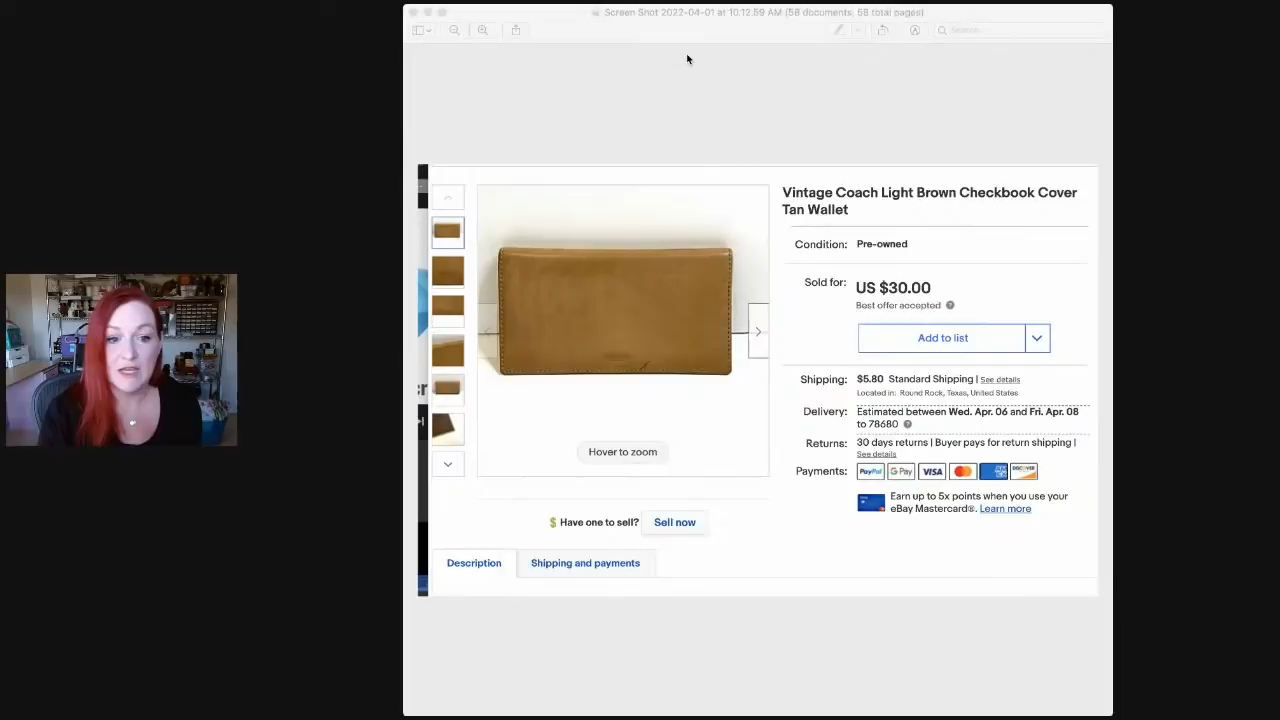 Screen Shot 2022-04-01 at 10.12.59 AM (58 documents, 58 total pages)
Search
Vintage Coach Light Brown Checkbook Cover
Tan Wallet
Condition: Pre-owned
Sold for: US $30.00
Best offer accepted
Add to list
Shipping: $5.80 Standard Shipping | See details
Located in: Round Rock, Texas, United States
Delivery: Estimated between Wed. Apr. 06 and Fri. Apr. 08
to 78680
Returns: 30 days returns | Buyer pays for return shipping |
See details
Payments: PayPal G Pay VISA DISCOVER
Earn up to 5x points when you use your
eBay Mastercard®. Learn more
Hover to zoom
Have one to sell? Sell now
Description Shipping and payments